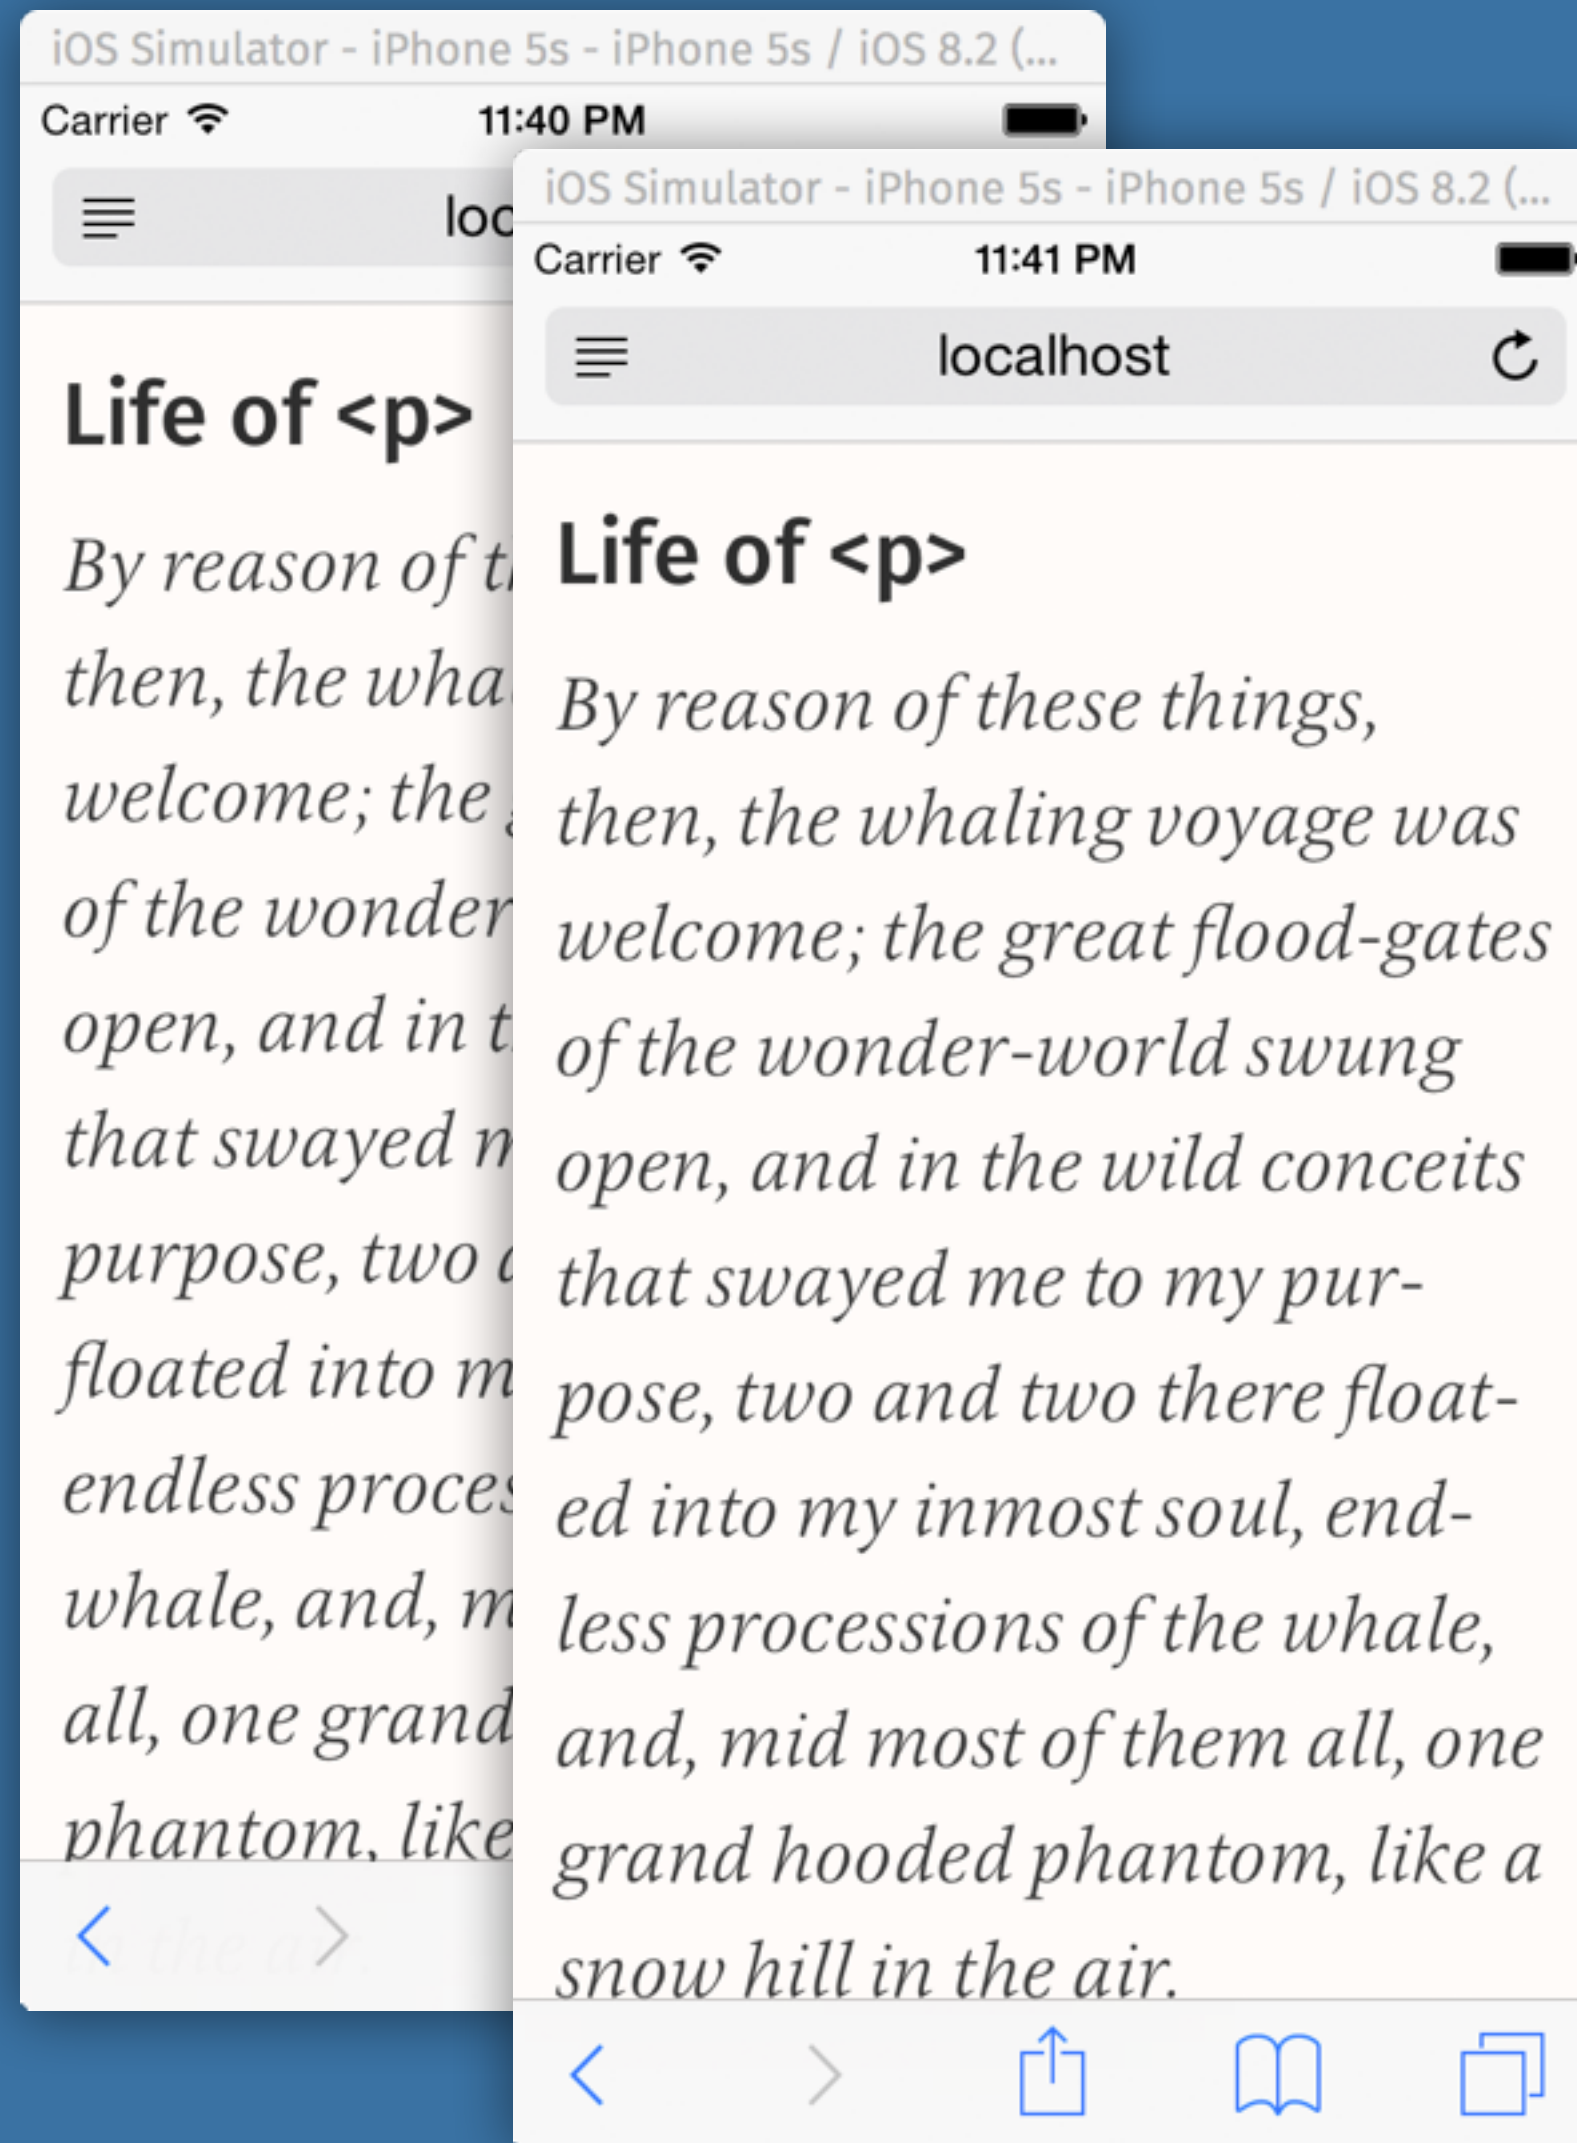 iOS Simulator - iPhone 5s - iPhone 5s / iOS 8.2 (...
Carrier 11:40 PM
loc
Life of <p>
By reason of th
then, the wha
welcome; the
of the wonder
open, and in t
that swayed m
purpose, two
floated into m
endless proces
whale, and, m
all, one grand
phantom, like
in the air.
iOS Simulator - iPhone 5s - iPhone 5s / iOS 8.2 (...
Carrier 11:41 PM
localhost
Life of <p>
By reason of these things,
then, the whaling voyage was
welcome; the great flood-gates
of the wonder-world swung
open, and in the wild conceits
that swayed me to my pur-
pose, two and two there float-
ed into my inmost soul, end-
less processions of the whale,
and, mid most of them all, one
grand hooded phantom, like a
snow hill in the air.